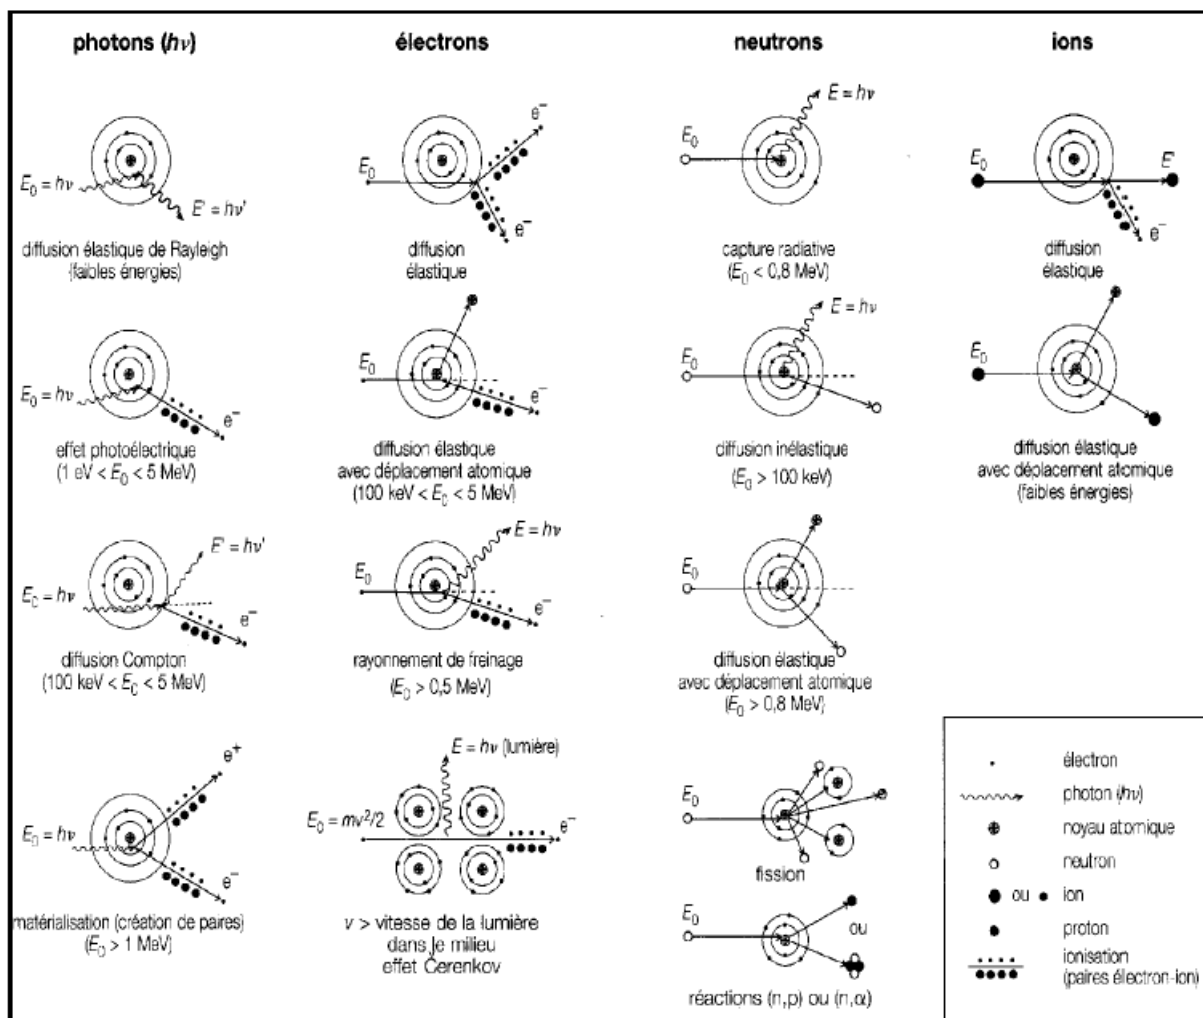 photons (hν)
électrons
neutrons
ions
E₀ = hν
E' = hν'
diffusion élastique de Rayleigh
(faibles énergies)
E₀
e⁻
e⁻
diffusion
élastique
E₀
E = hν
capture radiative
(E₀ < 0,8 MeV)
E₀
E'
e⁻
diffusion
élastique
E₀ = hν
e⁻
effet photoélectrique
(1 eV < E₀ < 5 MeV)
E₀
e⁻
diffusion élastique
avec déplacement atomique
(100 keV < E₀ < 5 MeV)
E₀
E = hν
diffusion inélastique
(E₀ > 100 keV)
E₀
diffusion élastique
avec déplacement atomique
(faibles énergies)
E₀ = hν
E' = hν'
e⁻
diffusion Compton
(100 keV < E₀ < 5 MeV)
E₀
E = hν
e⁻
rayonnement de freinage
(E₀ > 0,5 MeV)
E₀
diffusion élastique
avec déplacement atomique
(E₀ > 0,8 MeV)
E₀ = hν
e⁺
e⁻
matérialisation (création de paires)
(E₀ > 1 MeV)
E = hν (lumière)
E₀ = mv²/2
e⁻
v > vitesse de la lumière
dans le milieu
effet Čerenkov
E₀
fission
E₀
ou
réactions (n,p) ou (n,α)
électron
photon (hν)
noyau atomique
neutron
ou
ion
proton
ionisation
(paires électron-ion)